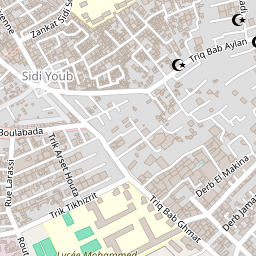 Zankat Sidi
Triq Bab Aylan
Sidi Youb
Boulabada
Trik Arset Houta
Rue Larassi
Derb El Makina
Trik Tikhizrit
Triq Bab Ghmat
Derb Jama
Rout
Lycée Mohammed